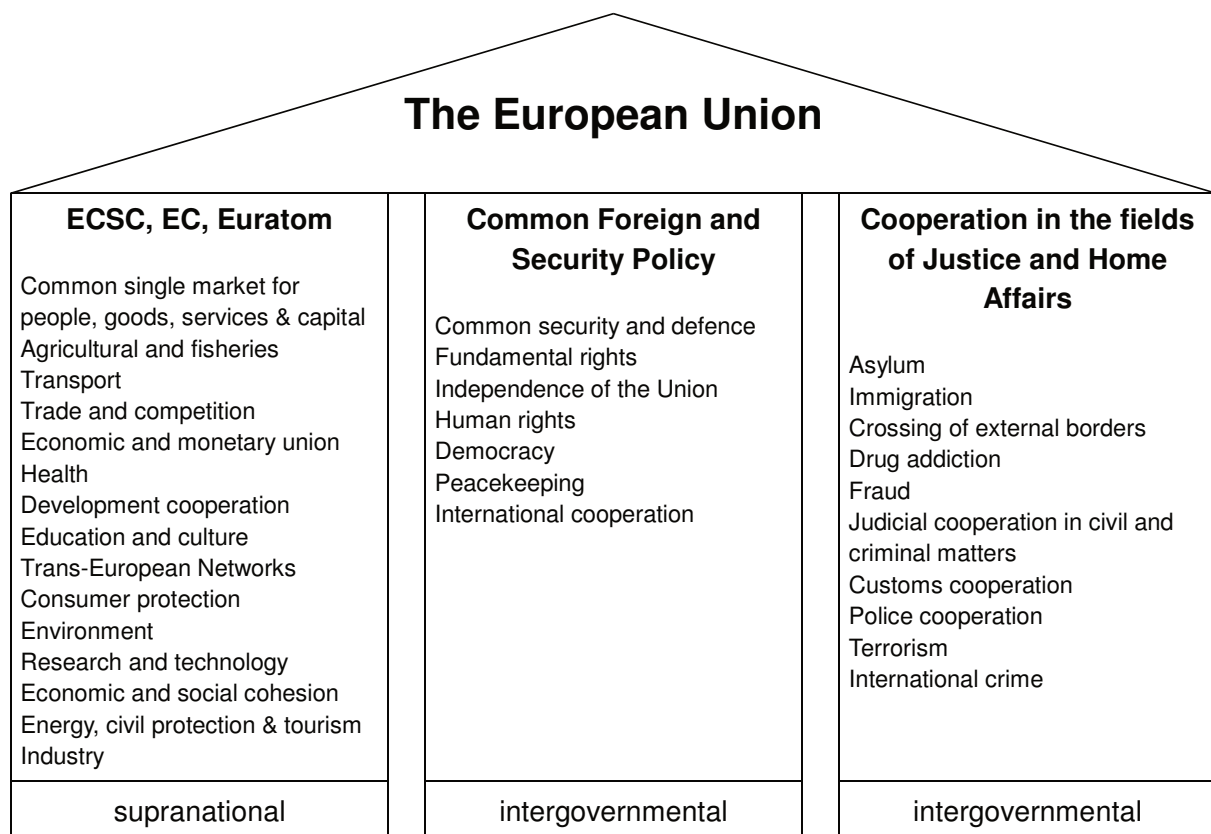 The European Union
ECSC, EC, Euratom
Common single market for
people, goods, services & capital
Agricultural and fisheries
Transport
Trade and competition
Economic and monetary union
Health
Development cooperation
Education and culture
Trans-European Networks
Consumer protection
Environment
Research and technology
Economic and social cohesion
Energy, civil protection & tourism
Industry
supranational
Common Foreign and
Security Policy
Common security and defence
Fundamental rights
Independence of the Union
Human rights
Democracy
Peacekeeping
International cooperation
intergovernmental
Cooperation in the fields
of Justice and Home
Affairs
Asylum
Immigration
Crossing of external borders
Drug addiction
Fraud
Judicial cooperation in civil and
criminal matters
Customs cooperation
Police cooperation
Terrorism
International crime
intergovernmental